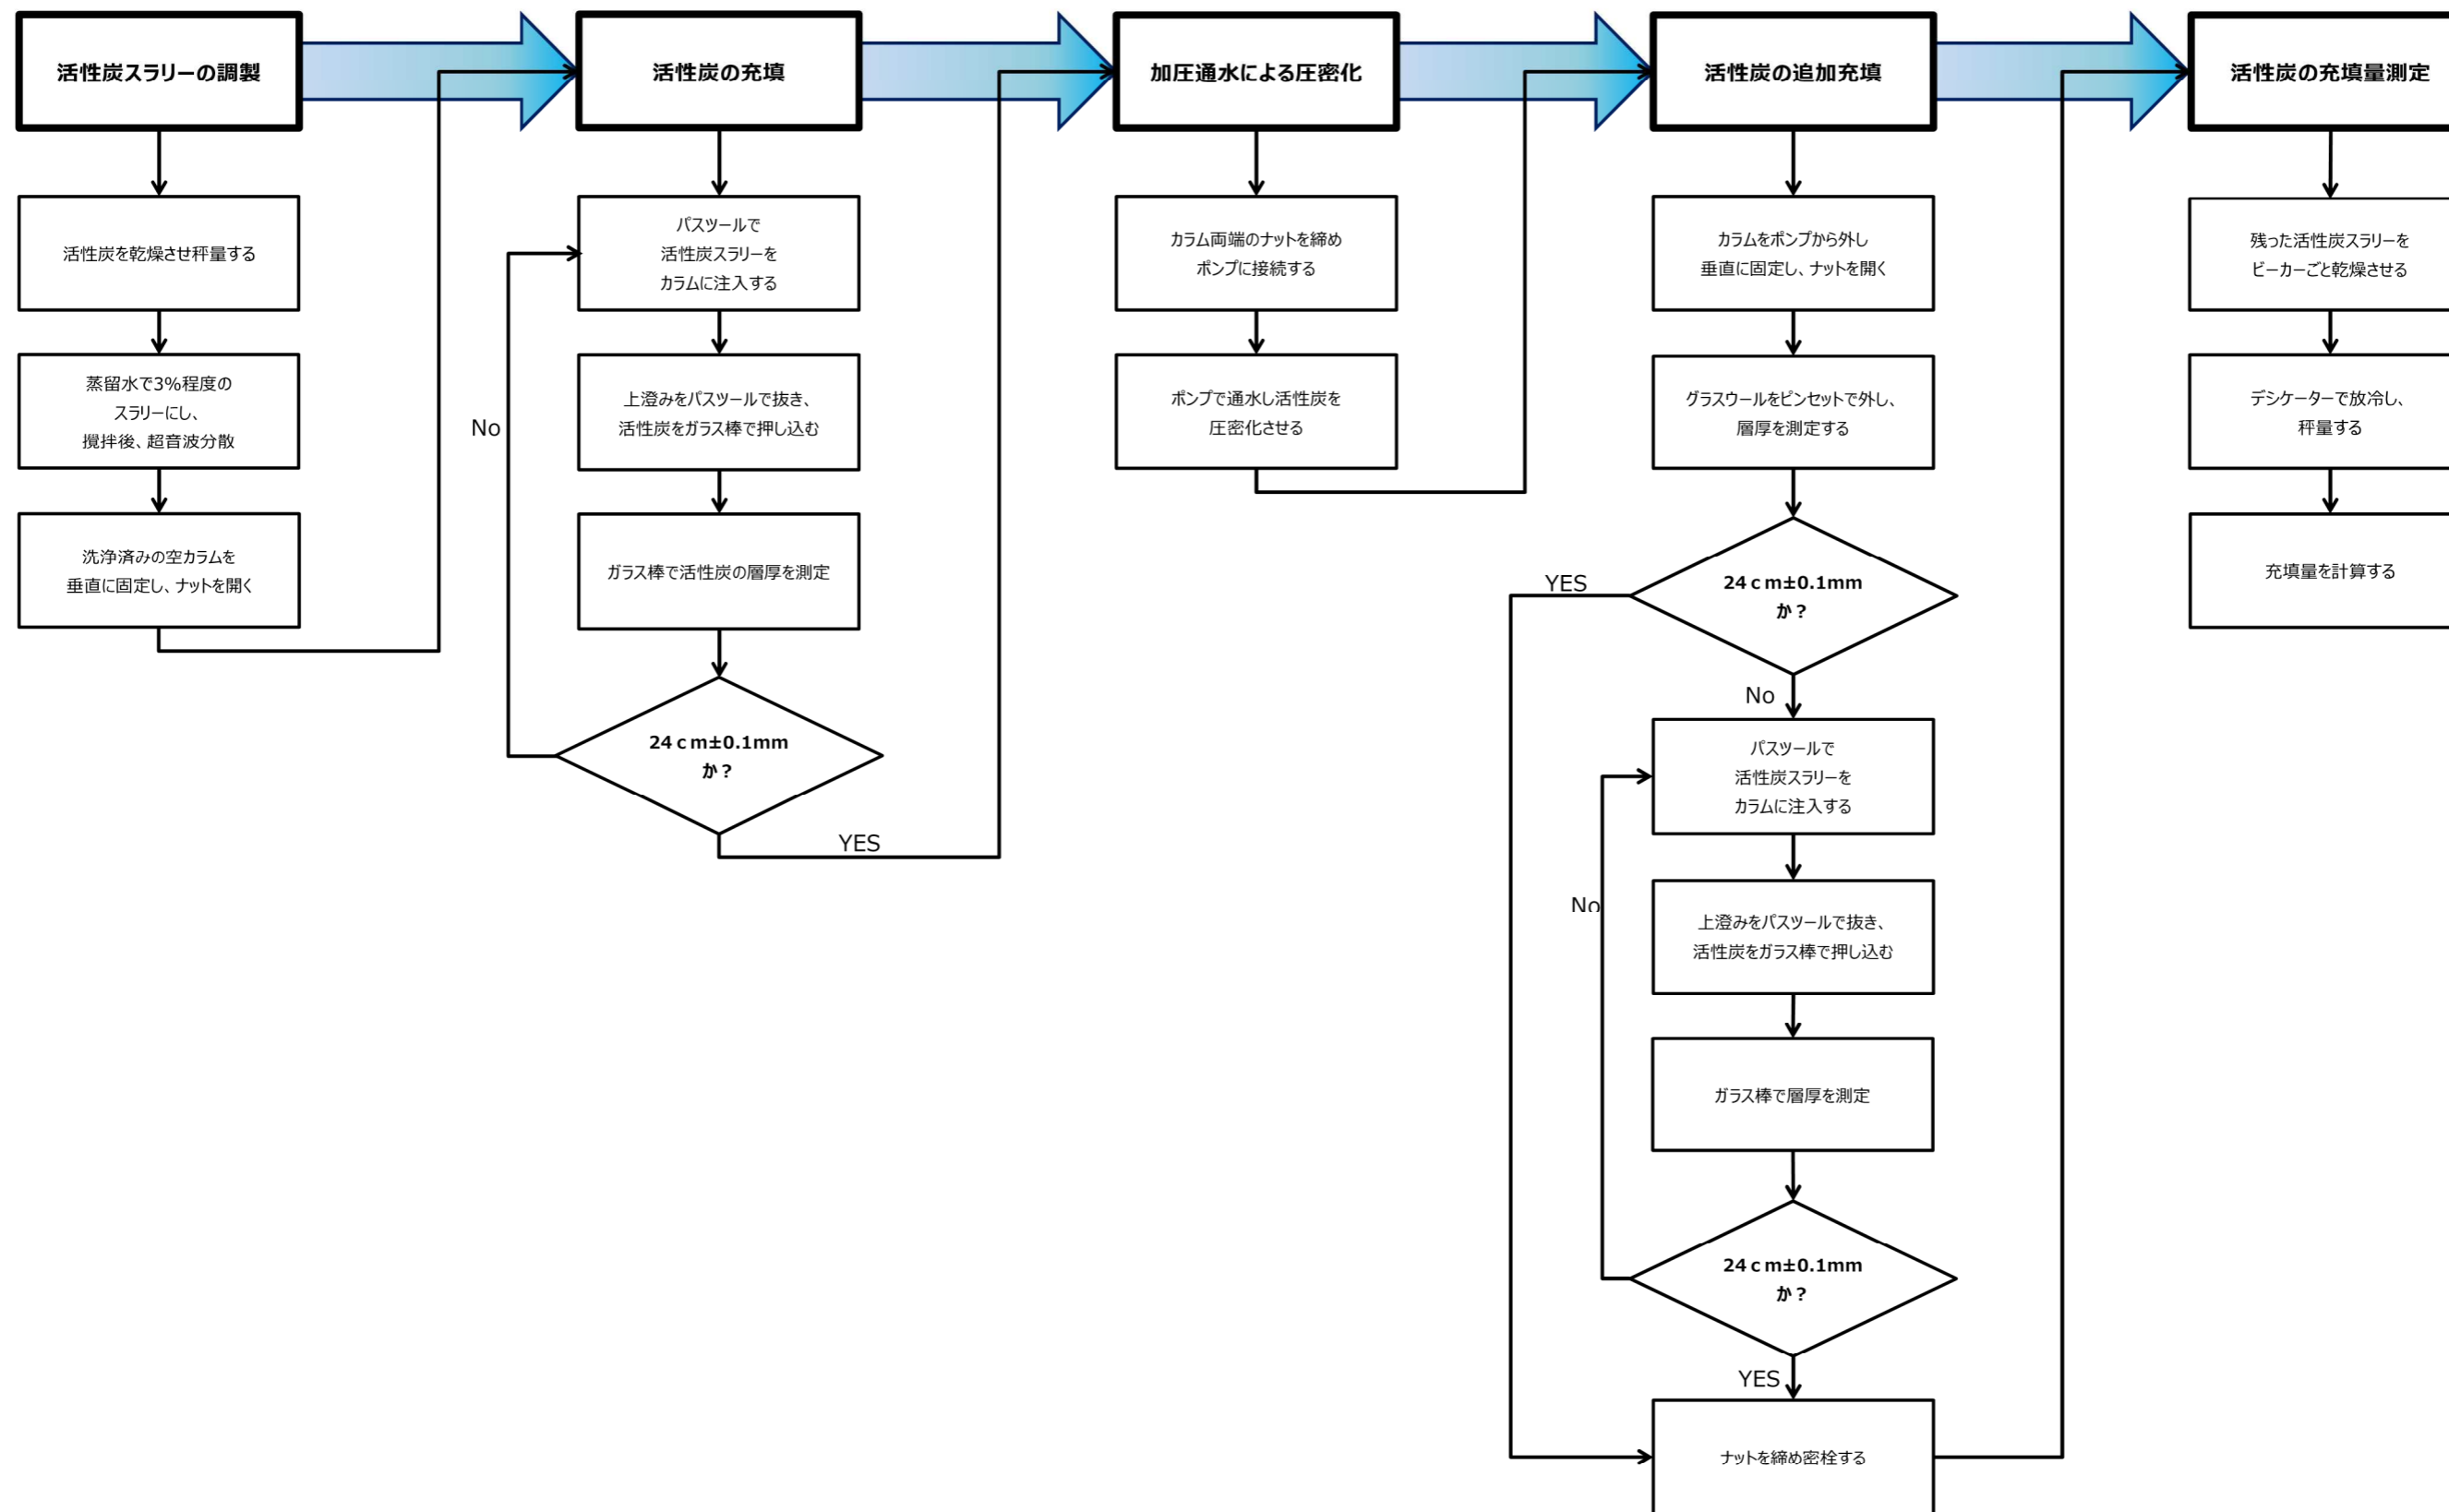 活性炭スラリーの調製
活性炭を乾燥させ秤量する
蒸留水で3%程度の
スラリーにし、
攪拌後、超音波分散
洗浄済みの空カラムを
垂直に固定し、ナットを開く
活性炭の充填
パスツールで
活性炭スラリーを
カラムに注入する
上澄みをパスツールで抜き、
活性炭をガラス棒で押し込む
ガラス棒で活性炭の層厚を測定
24ｃｍ±0.1mm
か？
No
YES
加圧通水による圧密化
カラム両端のナットを締め
ポンプに接続する
ポンプで通水し活性炭を
圧密化させる
活性炭の追加充填
カラムをポンプから外し
垂直に固定し、ナットを開く
グラスウールをピンセットで外し、
層厚を測定する
24ｃｍ±0.1mm
か？
YES
No
パスツールで
活性炭スラリーを
カラムに注入する
上澄みをパスツールで抜き、
活性炭をガラス棒で押し込む
No
ガラス棒で層厚を測定
24ｃｍ±0.1mm
か？
YES
ナットを締め密栓する
活性炭の充填量測定
残った活性炭スラリーを
ビーカーごと乾燥させる
デシケーターで放冷し、
秤量する
充填量を計算する